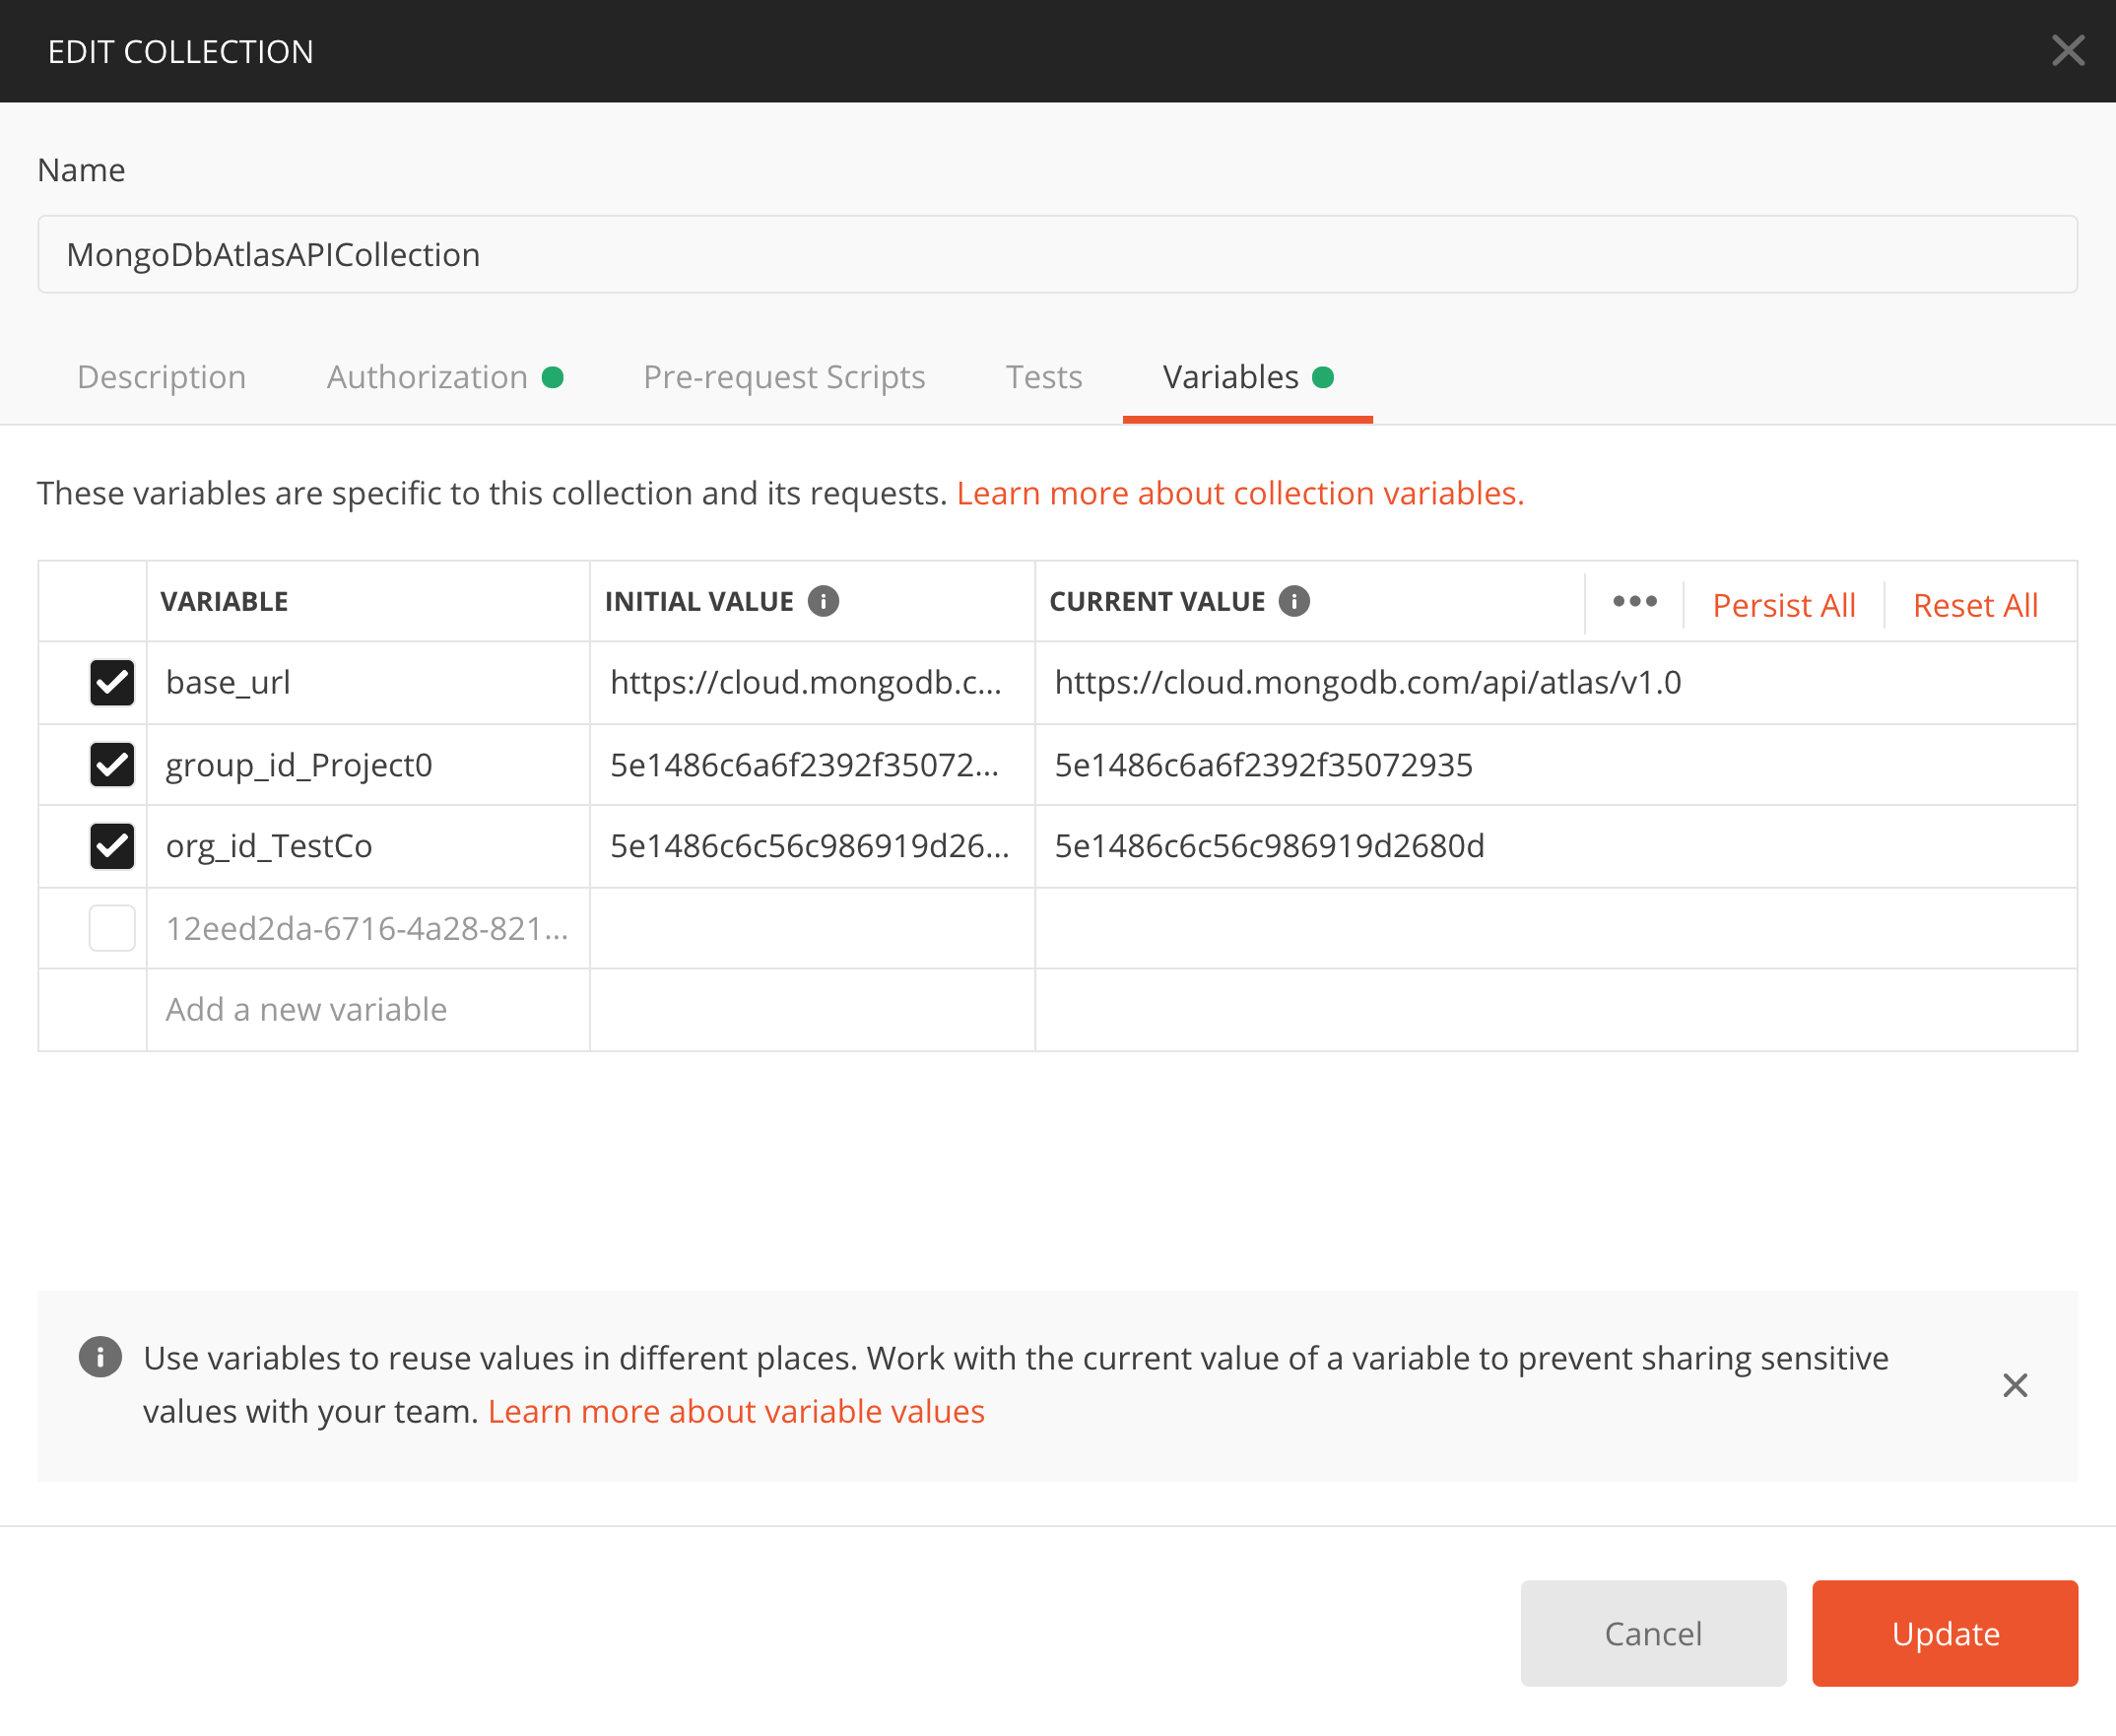 EDIT COLLECTION
Name
MongoDbAtlasAPICollection
Description Authorization Pre-request Scripts Tests Variables
These variables are specific to this collection and its requests. Learn more about collection variables.
VARIABLE INITIAL VALUE CURRENT VALUE ••• Persist All Reset All
base_url https://cloud.mongodb.c... https://cloud.mongodb.com/api/atlas/v1.0
group_id_Project0 5e1486c6a6f2392f35072... 5e1486c6a6f2392f35072935
org_id_TestCo 5e1486c6c56c986919d26... 5e1486c6c56c986919d2680d
12eed2da-6716-4a28-821...
Add a new variable
Use variables to reuse values in different places. Work with the current value of a variable to prevent sharing sensitive
values with your team. Learn more about variable values
Cancel Update